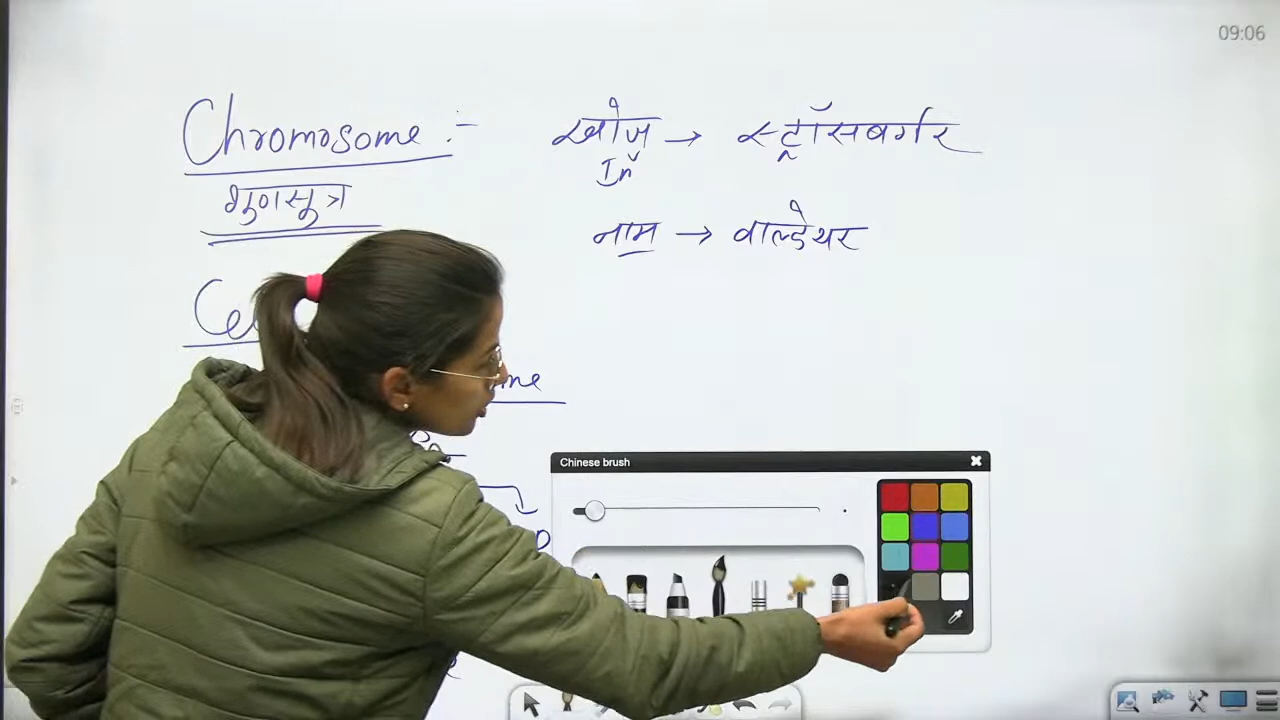 09:06
Chromosome :- खोज → स्ट्रॉसबर्गर
In
गुणसूत्र
नाम → वाल्डेयर
Chinese brush